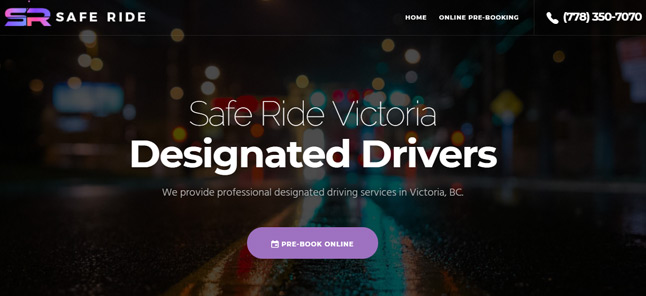 SR SAFE RIDE
HOME ONLINE PRE-BOOKING (778) 350-7070
Safe Ride Victoria
Designated Drivers
We provide professional designated driving services in Victoria, BC.
PRE-BOOK ONLINE